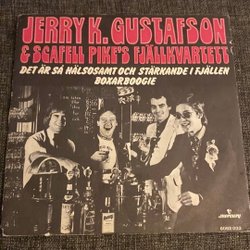 JERRY K. GUSTAFSON
& SCAFELL PIKE'S FJÄLLKVARTETT
DET ÄR SÅ HÄLSOSAMT OCH STÄRKANDE I FJÄLLEN
BOXARBOOGIE